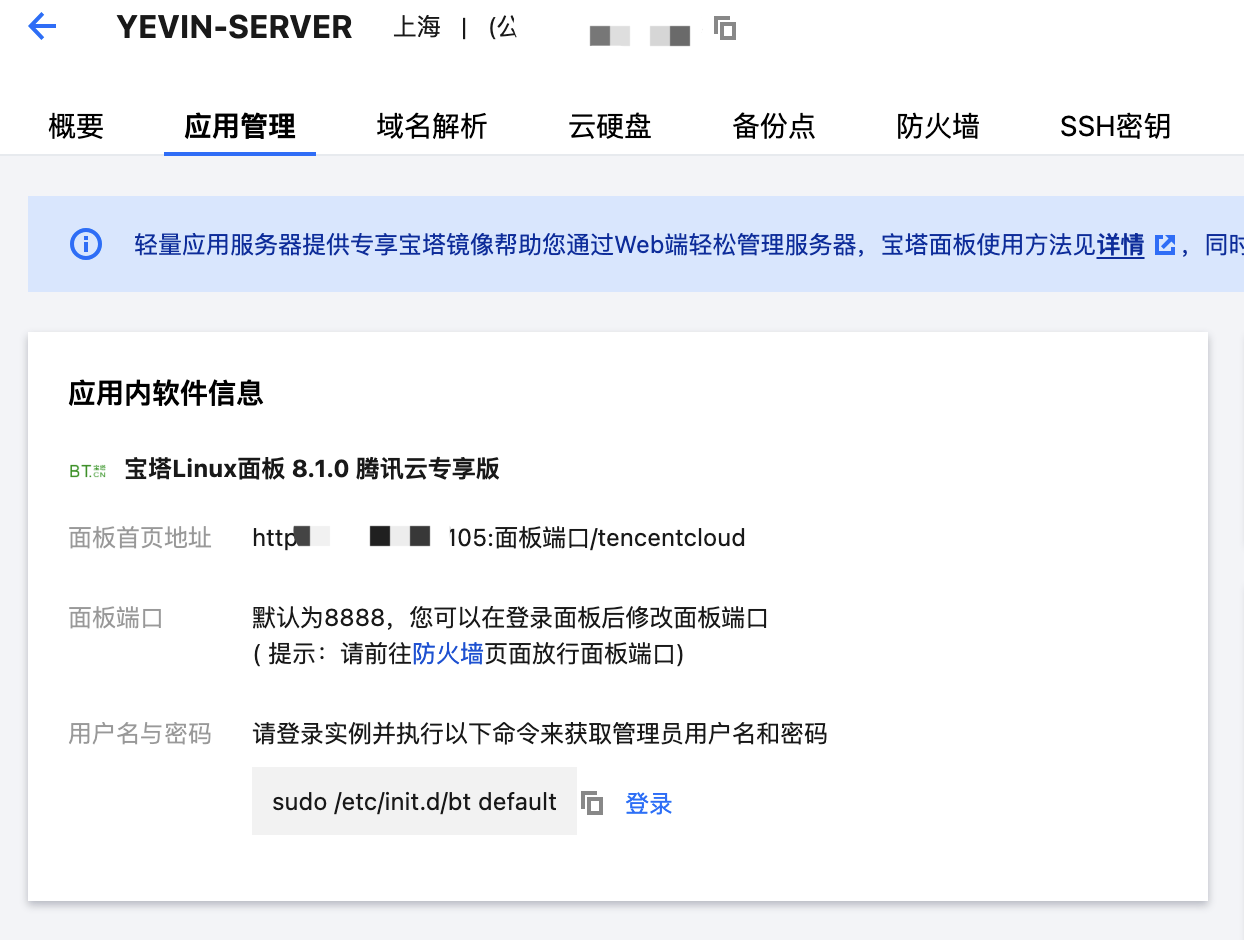 YEVIN-SERVER 上海 | (公
概要 应用管理 域名解析 云硬盘 备份点 防火墙 SSH密钥
轻量应用服务器提供专享宝塔镜像帮助您通过Web端轻松管理服务器，宝塔面板使用方法见详情 ，同时
应用内软件信息
BT.CN 宝塔Linux面板 8.1.0 腾讯云专享版
面板首页地址 http 105:面板端口/tencentcloud
面板端口 默认为8888，您可以在登录面板后修改面板端口
( 提示：请前往防火墙页面放行面板端口)
用户名与密码 请登录实例并执行以下命令来获取管理员用户名和密码
sudo /etc/init.d/bt default 登录